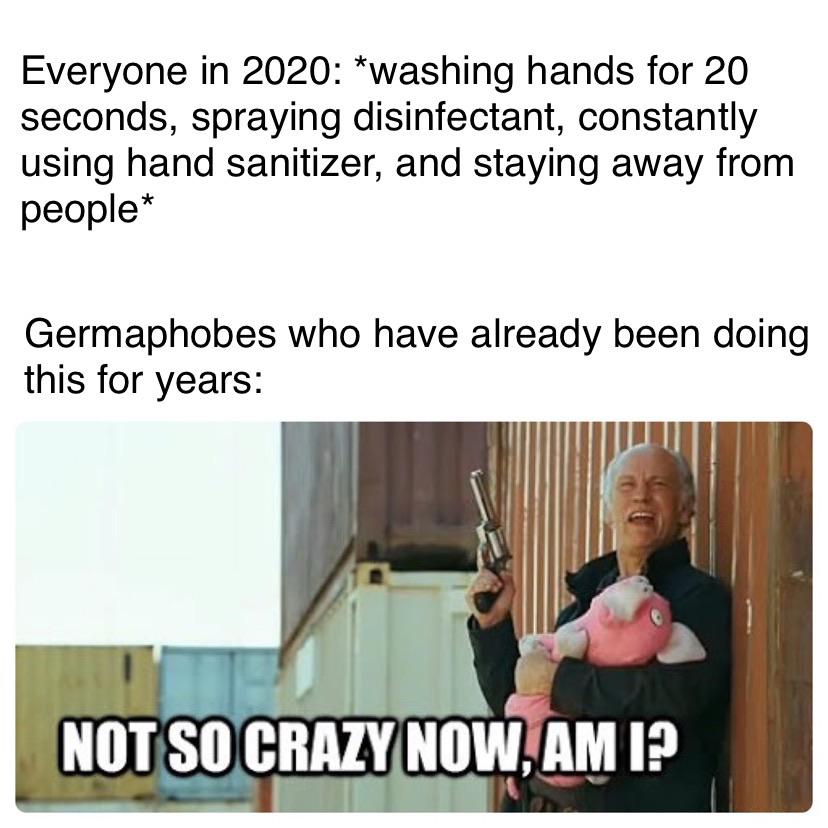 Everyone in 2020: *washing hands for 20
seconds, spraying disinfectant, constantly
using hand sanitizer, and staying away from
people*
Germaphobes who have already been doing
this for years:
NOT SO CRAZY NOW, AM I?